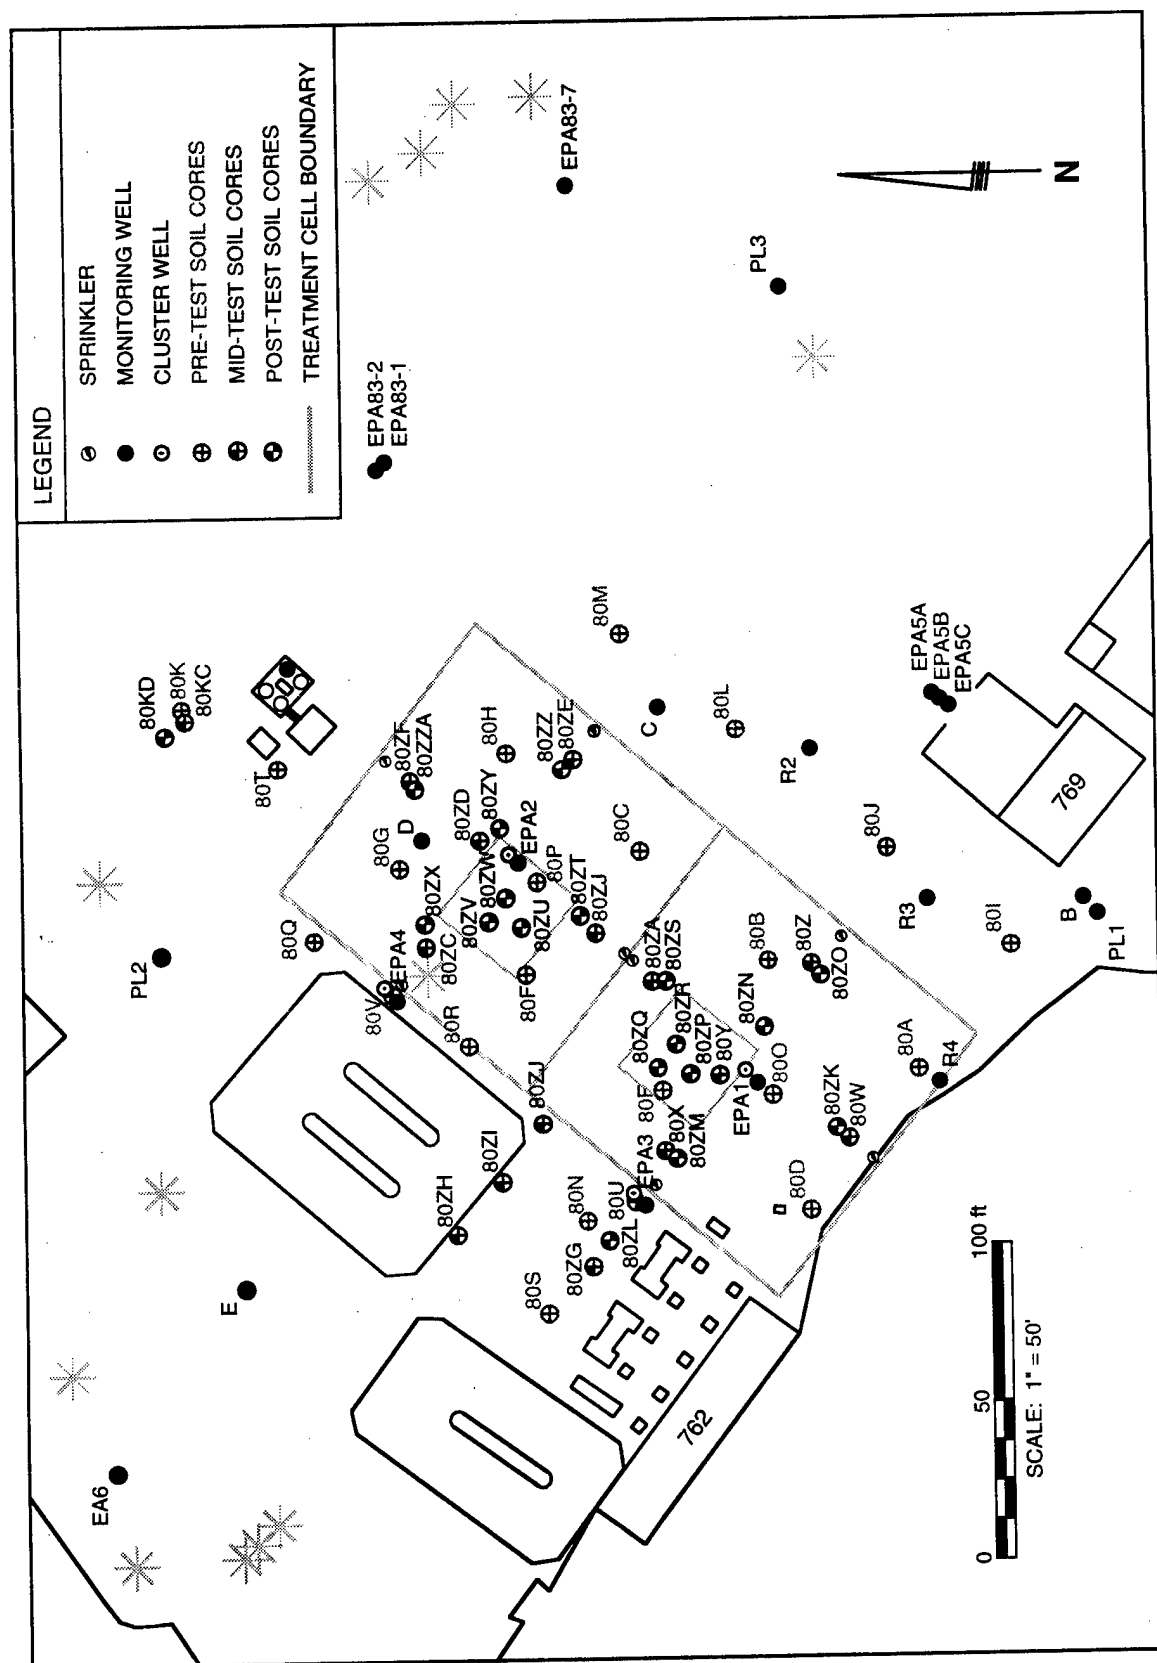 LEGEND
SPRINKLER
MONITORING WELL
CLUSTER WELL
PRE-TEST SOIL CORES
MID-TEST SOIL CORES
POST-TEST SOIL CORES
TREATMENT CELL BOUNDARY
EPA83-7
PL3
N
EPA83-2
EPA83-1
80M
80KD
80K
80KC
80T
80ZF
80ZZA
80H
80ZZ
80ZE
C
80L
R2
EPA5A
EPA5B
EPA5C
769
80G
D
80ZD
80ZY
EPA2
80C
80J
80Q
PL2
80ZX
80ZC
80ZV
80ZW
80ZU
80P
80ZT
80ZJ
R3
B
PL1
80I
EPA4
80V
80R
80F
80ZA
80ZS
80B
80Z
80ZO
80ZN
80ZQ
80ZR
80ZP
80Y
80A
R4
80ZJ
80F
80X
80ZM
EPA1
80O
80ZK
80W
80ZI
80ZH
80N
80U
EPA3
80ZL
80ZG
80S
80D
E
EA6
762
0
50
100 ft
SCALE: 1" = 50'